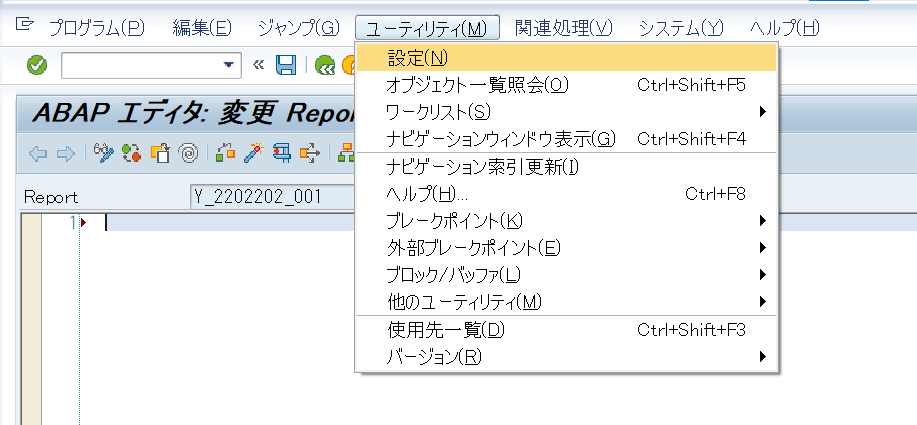 プログラム(P) 編集(E) ジャンプ(G) ユーティリティ(M) 関連処理(V) システム(Y) ヘルプ(H)
設定(N)
オブジェクト一覧照会(O) Ctrl+Shift+F5
ワークリスト(S)
ナビゲーションウィンドウ表示(G) Ctrl+Shift+F4
ナビゲーション索引更新(I)
ヘルプ(H)... Ctrl+F8
ブレークポイント(K)
外部ブレークポイント(E)
ブロック/バッファ(L)
他のユーティリティ(M)
使用先一覧(D) Ctrl+Shift+F3
バージョン(R)
ABAP エディタ: 変更 Repor
Report Y_2202202_001
1